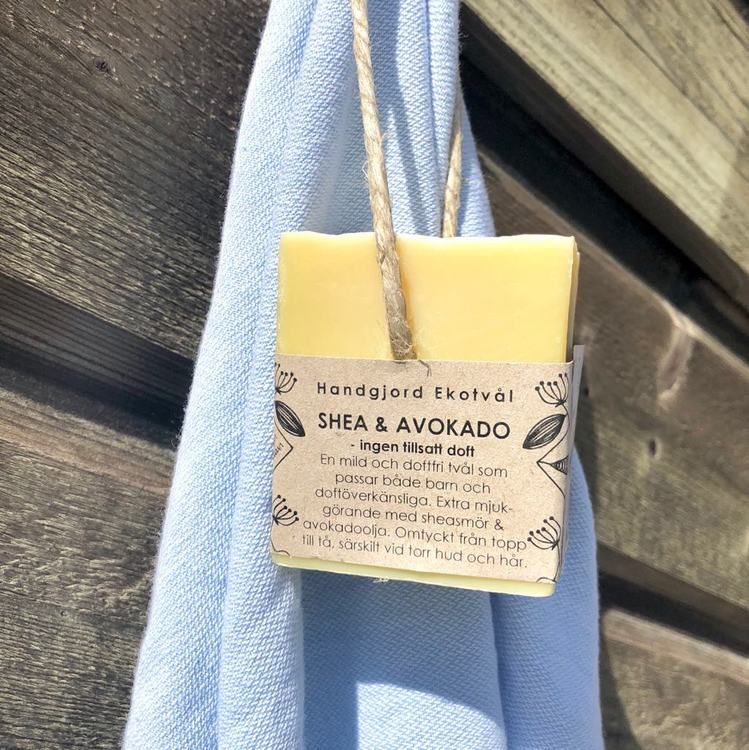 Handgjord Ekotvål
SHEA & AVOKADO
- ingen tillsatt doft
En mild och doftfri tvål som
passar både barn och
doftöverkänsliga. Extra mjuk-
görande med sheasmör &
avokadoolja. Omtyckt från topp
till tå, särskilt vid torr hud och hår.